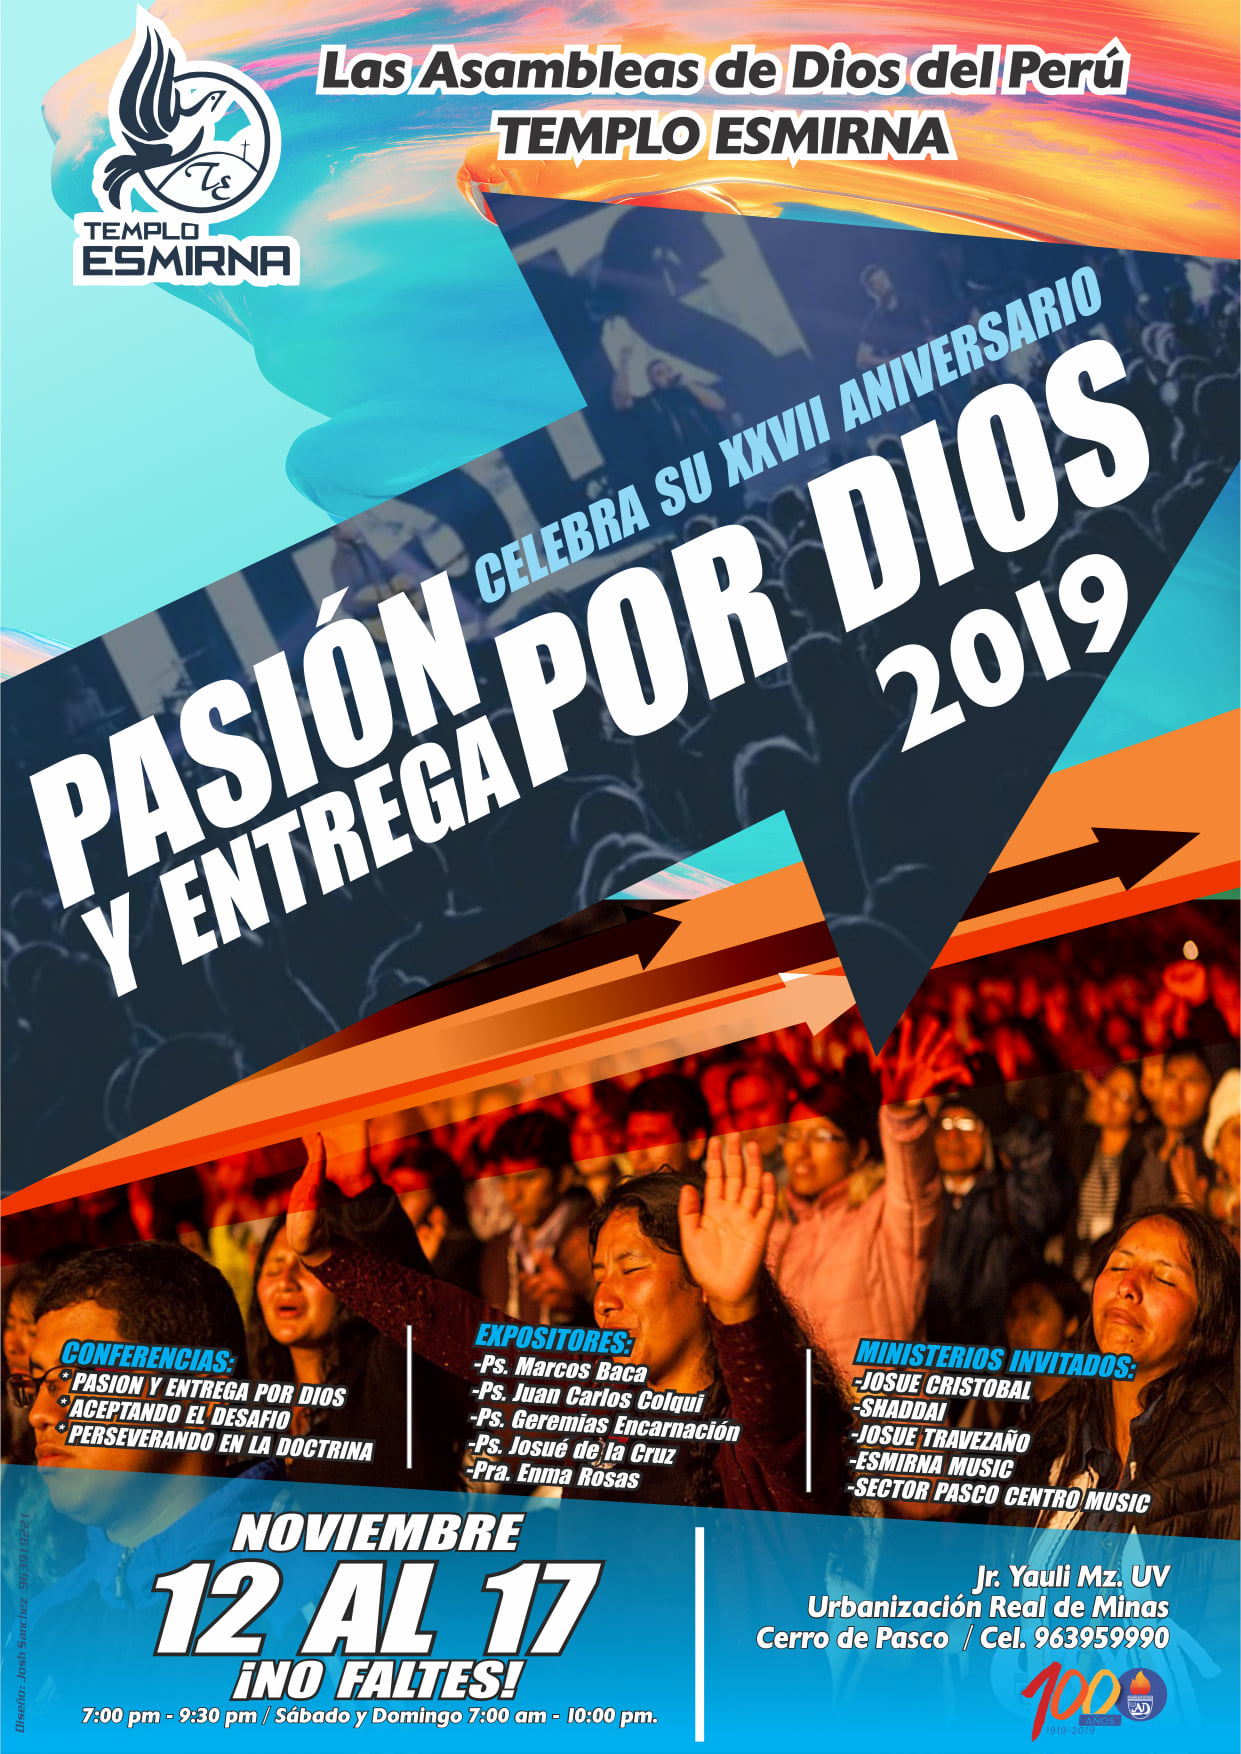 Las Asambleas de Dios del Perú
TEMPLO ESMIRNA
TE
TEMPLO
ESMIRNA
CELEBRA SU XXVII ANIVERSARIO
PASIÓN
Y ENTREGA
POR DIOS
2019
CONFERENCIAS:
* PASION Y ENTREGA POR DIOS
* ACEPTANDO EL DESAFIO
* PERSEVERANDO EN LA DOCTRINA
EXPOSITORES:
-Ps. Marcos Baca
-Ps. Juan Carlos Colqui
-Ps. Geremias Encarnación
-Ps. Josué de la Cruz
-Pra. Enma Rosas
MINISTERIOS INVITADOS:
-JOSUE CRISTOBAL
-SHADDAI
-JOSUE TRAVEZAÑO
-ESMIRNA MUSIC
-SECTOR PASCO CENTRO MUSIC
NOVIEMBRE
12 AL 17
¡NO FALTES!
7:00 pm - 9:30 pm / Sábado y Domingo 7:00 am - 10:00 pm.
Jr. Yauli Mz. UV
Urbanización Real de Minas
Cerro de Pasco / Cel. 963959990
100
AÑOS
1919-2019
AD
Diseño: Josh Sanchez 963919221